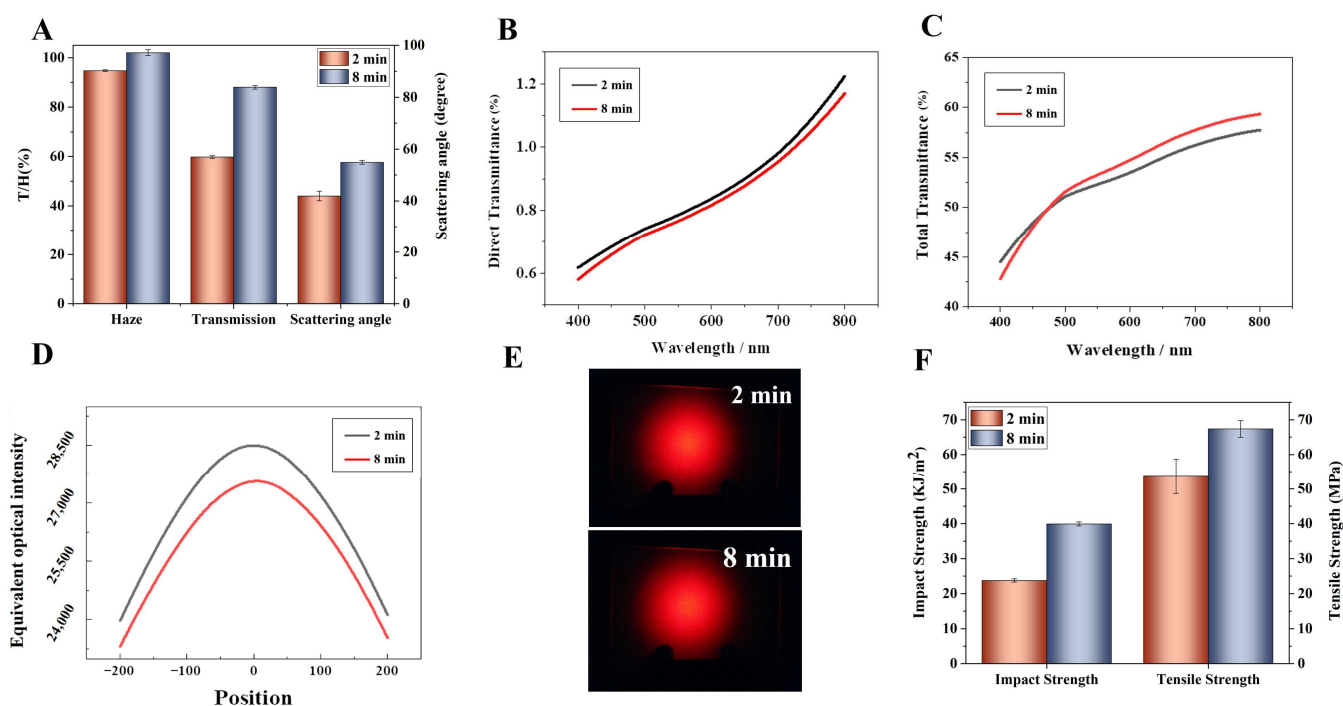 A
T/H(%)
100
80
60
40
20
0
Haze
Transmission
Scattering angle
2 min
8 min
100
80
60
40
20
0
Scattering angle (degree)
B
Direct Transmittance (%)
1.2
1.0
0.8
0.6
2 min
8 min
400
500
600
700
800
Wavelength / nm
C
Total Transmittance (%)
65
60
55
50
45
40
2 min
8 min
400
500
600
700
800
Wavelength / nm
D
Equivalent optical intensity
28,500
27,000
25,500
24,000
2 min
8 min
−200
−100
0
100
200
Position
E
2 min
8 min
F
Impact Strength (KJ/m²)
70
60
50
40
30
20
10
0
2 min
8 min
Impact Strength
Tensile Strength
70
60
50
40
30
20
10
0
Tensile Strength (MPa)